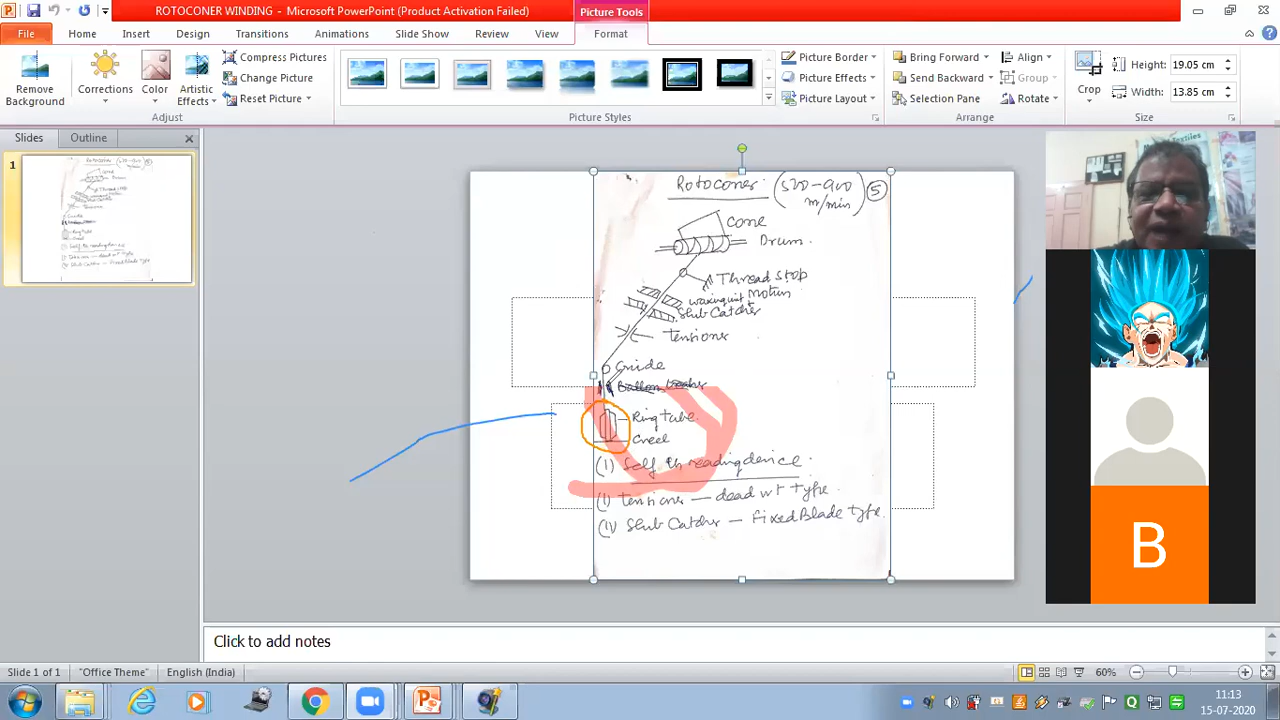 ROTOCONER WINDING - Microsoft PowerPoint (Product Activation Failed)
Picture Tools
File
Home
Insert
Design
Transitions
Animations
Slide Show
Review
View
Format
Remove Background
Corrections
Color
Artistic Effects
Compress Pictures
Change Picture
Reset Picture
Adjust
Picture Styles
Picture Border
Picture Effects
Picture Layout
Bring Forward
Send Backward
Selection Pane
Align
Group
Rotate
Arrange
Crop
Height: 19.05 cm
Width: 13.85 cm
Size
Slides
Outline
1
Rotoconer (500-900 m/min) 5
Cone
Drum
Thread Stop
Motion
waxing unit
Slub Catcher
Tensioner
Guide
Ring tube
Creel
(1) Self threading device
(1) Tensioner — dead wt type
(1) Slub Catcher — Fixed Blade type
B
Click to add notes
Slide 1 of 1
"Office Theme"
English (India)
60%
11:13
15-07-2020